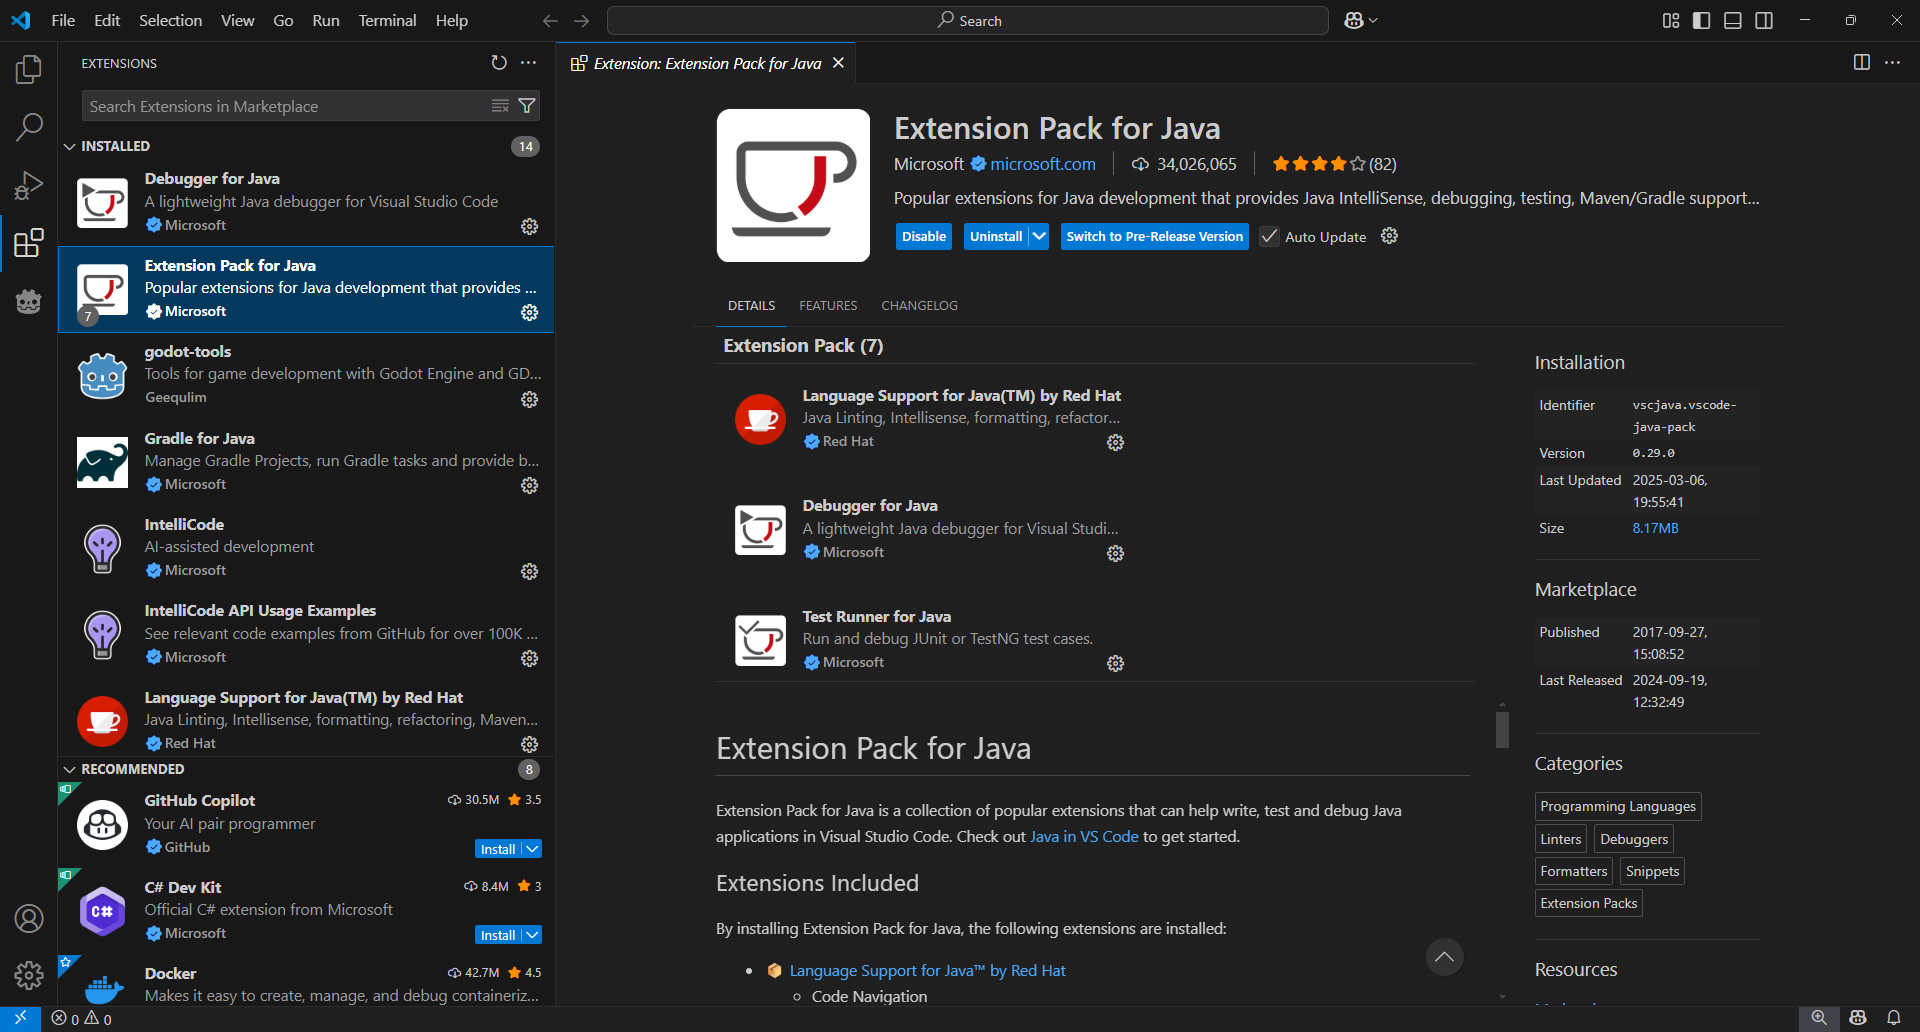 File Edit Selection View Go Run Terminal Help
Search
EXTENSIONS
Extension: Extension Pack for Java
Search Extensions in Marketplace
INSTALLED 14
Debugger for Java
A lightweight Java debugger for Visual Studio Code
Microsoft
Extension Pack for Java
Popular extensions for Java development that provides ...
7
Microsoft
godot-tools
Tools for game development with Godot Engine and GD...
Geequlim
Gradle for Java
Manage Gradle Projects, run Gradle tasks and provide b...
Microsoft
IntelliCode
AI-assisted development
Microsoft
IntelliCode API Usage Examples
See relevant code examples from GitHub for over 100K ...
Microsoft
Language Support for Java(TM) by Red Hat
Java Linting, Intellisense, formatting, refactoring, Maven...
Red Hat
RECOMMENDED 8
GitHub Copilot 30.5M 3.5
Your AI pair programmer
GitHub Install
C# Dev Kit 8.4M 3
C#
Official C# extension from Microsoft
Microsoft Install
Docker 42.7M 4.5
Makes it easy to create, manage, and debug containeriz...
0 0
Extension Pack for Java
Microsoft microsoft.com 34,026,065 (82)
Popular extensions for Java development that provides Java IntelliSense, debugging, testing, Maven/Gradle support...
Disable Uninstall Switch to Pre-Release Version Auto Update
DETAILS FEATURES CHANGELOG
Extension Pack (7)
Language Support for Java(TM) by Red Hat
Java Linting, Intellisense, formatting, refactor...
Red Hat
Debugger for Java
A lightweight Java debugger for Visual Studi...
Microsoft
Test Runner for Java
Run and debug JUnit or TestNG test cases.
Microsoft
Extension Pack for Java
Extension Pack for Java is a collection of popular extensions that can help write, test and debug Java
applications in Visual Studio Code. Check out Java in VS Code to get started.
Extensions Included
By installing Extension Pack for Java, the following extensions are installed:
Language Support for Java™ by Red Hat
Code Navigation
Installation
Identifier vscjava.vscode-
java-pack
Version 0.29.0
Last Updated 2025-03-06,
19:55:41
Size 8.17MB
Marketplace
Published 2017-09-27,
15:08:52
Last Released 2024-09-19,
12:32:49
Categories
Programming Languages
Linters Debuggers
Formatters Snippets
Extension Packs
Resources